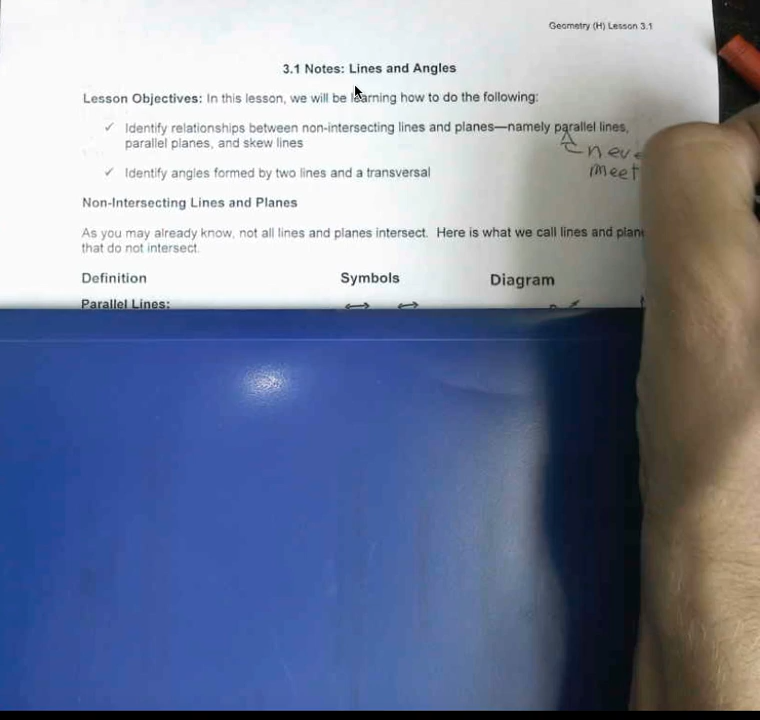 Geometry (H) Lesson 3.1
3.1 Notes: Lines and Angles
Lesson Objectives: In this lesson, we will be learning how to do the following:
✓ Identify relationships between non-intersecting lines and planes—namely parallel lines,
parallel planes, and skew lines
never
meet
✓ Identify angles formed by two lines and a transversal
Non-Intersecting Lines and Planes
As you may already know, not all lines and planes intersect. Here is what we call lines and
that do not intersect.
Definition Symbols Diagram
Parallel Lines: